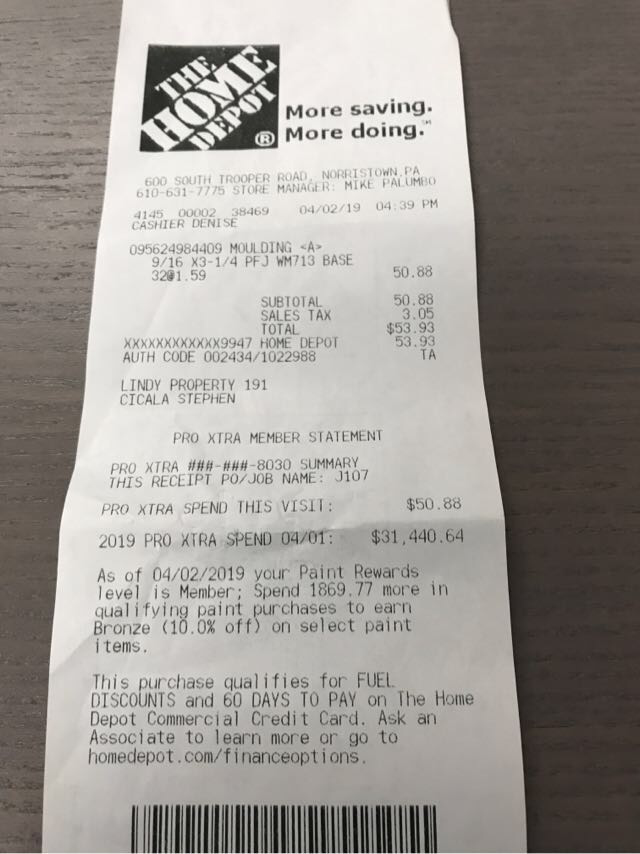 THE
HOME
DEPOT
®
More saving.
More doing.℠
600 SOUTH TROOPER ROAD, NORRISTOWN,PA
610-631-7775 STORE MANAGER: MIKE PALUMBO
4145 00002 38469 04/02/19 04:39 PM
CASHIER DENISE
095624984409 MOULDING <A>
9/16 X3-1/4 PFJ WM713 BASE
32@1.59 50.88
SUBTOTAL 50.88
SALES TAX 3.05
TOTAL $53.93
XXXXXXXXXXXX9947 HOME DEPOT 53.93
AUTH CODE 002434/1022988 TA
LINDY PROPERTY 191
CICALA STEPHEN
PRO XTRA MEMBER STATEMENT
PRO XTRA ###-###-8030 SUMMARY
THIS RECEIPT PO/JOB NAME: J107
PRO XTRA SPEND THIS VISIT: $50.88
2019 PRO XTRA SPEND 04/01: $31,440.64
As of 04/02/2019 your Paint Rewards
level is Member; Spend 1869.77 more in
qualifying paint purchases to earn
Bronze (10.0% off) on select paint
items.
This purchase qualifies for FUEL
DISCOUNTS and 60 DAYS TO PAY on The Home
Depot Commercial Credit Card. Ask an
Associate to learn more or go to
homedepot.com/financeoptions.